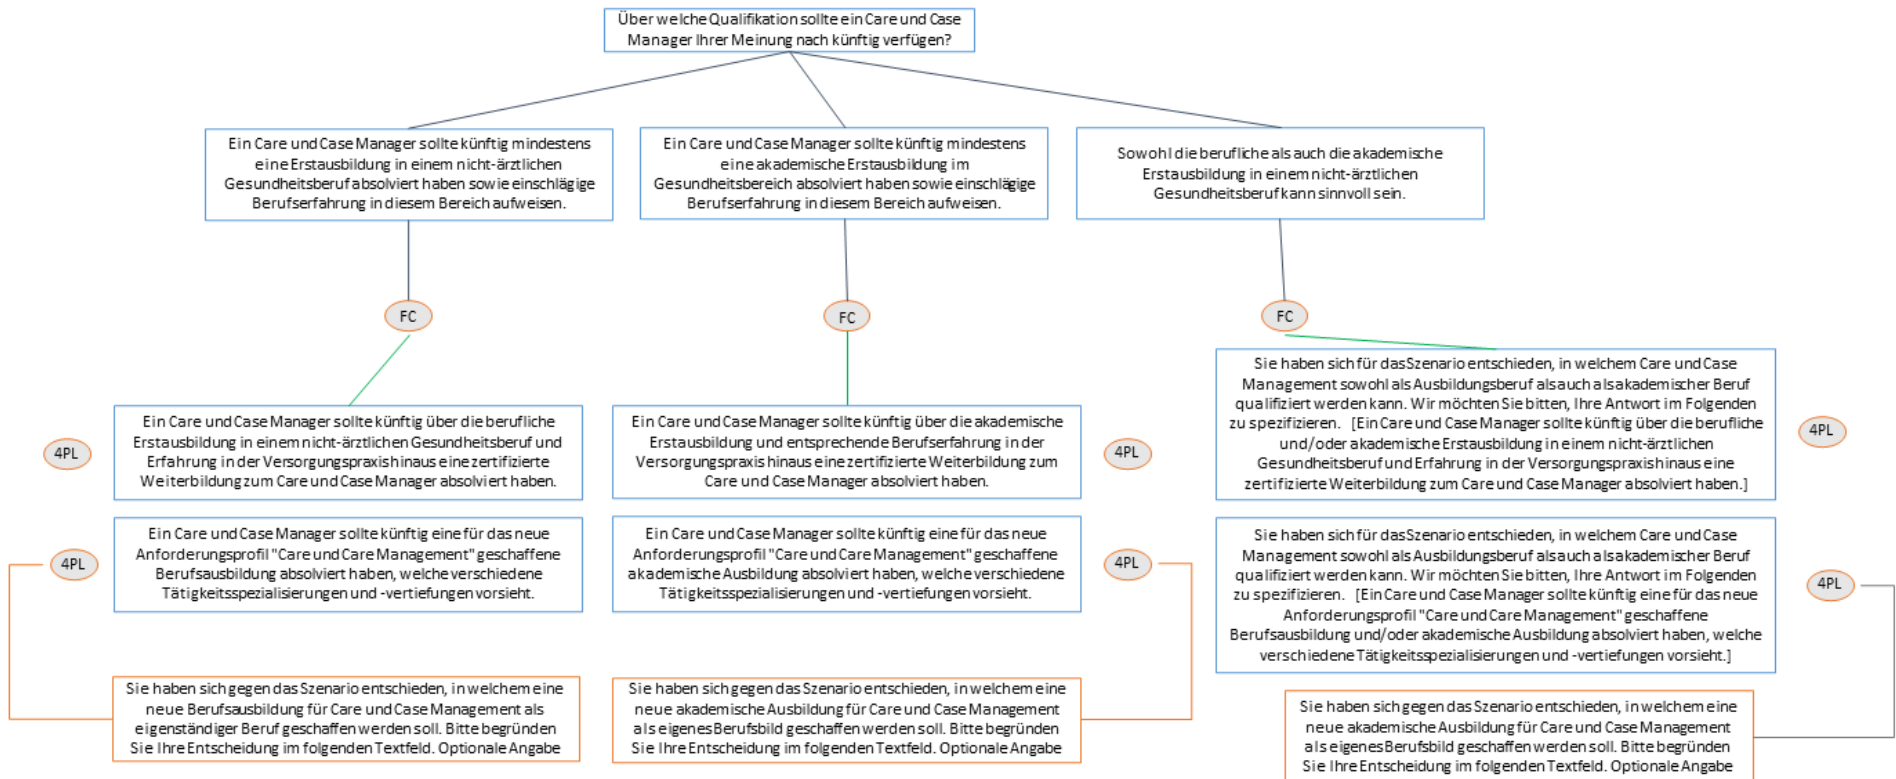 Über welche Qualifikation sollte ein Care und Case
Manager Ihrer Meinung nach künftig verfügen?
Ein Care und Case Manager sollte künftig mindestens
eine Erstausbildung in einem nicht-ärztlichen
Gesundheitsberuf absolviert haben sowie einschlägige
Berufserfahrung in diesem Bereich aufweisen.
Ein Care und Case Manager sollte künftig mindestens
eine akademische Erstausbildung im
Gesundheitsbereich absolviert haben sowie einschlägige
Berufserfahrung in diesem Bereich aufweisen.
Sowohl die berufliche als auch die akademische
Erstausbildung in einem nicht-ärztlichen
Gesundheitsberuf kann sinnvoll sein.
FC
FC
FC
4PL
Ein Care und Case Manager sollte künftig über die berufliche
Erstausbildung in einem nicht-ärztlichen Gesundheitsberuf und
Erfahrung in der Versorgungspraxis hinaus eine zertifizierte
Weiterbildung zum Care und Case Manager absolviert haben.
Ein Care und Case Manager sollte künftig über die akademische
Erstausbildung und entsprechende Berufserfahrung in der
Versorgungspraxis hinaus eine zertifizierte Weiterbildung zum
Care und Case Manager absolviert haben.
4PL
Sie haben sich für das Szenario entschieden, in welchem Care und Case
Management sowohl als Ausbildungsberuf als auch als akademischer Beruf
qualifiziert werden kann. Wir möchten Sie bitten, Ihre Antwort im Folgenden
zu spezifizieren. [Ein Care und Case Manager sollte künftig über die berufliche
und/oder akademische Erstausbildung in einem nicht-ärztlichen
Gesundheitsberuf und Erfahrung in der Versorgungspraxis hinaus eine
zertifizierte Weiterbildung zum Care und Case Manager absolviert haben.]
4PL
4PL
Ein Care und Case Manager sollte künftig eine für das neue
Anforderungsprofil "Care und Care Management" geschaffene
Berufsausbildung absolviert haben, welche verschiedene
Tätigkeitsspezialisierungen und -vertiefungen vorsieht.
Ein Care und Case Manager sollte künftig eine für das neue
Anforderungsprofil "Care und Care Management" geschaffene
akademische Ausbildung absolviert haben, welche verschiedene
Tätigkeitsspezialisierungen und -vertiefungen vorsieht.
4PL
Sie haben sich für das Szenario entschieden, in welchem Care und Case
Management sowohl als Ausbildungsberuf als auch als akademischer Beruf
qualifiziert werden kann. Wir möchten Sie bitten, Ihre Antwort im Folgenden
zu spezifizieren. [Ein Care und Case Manager sollte künftig eine für das neue
Anforderungsprofil "Care und Care Management" geschaffene
Berufsausbildung und/oder akademische Ausbildung absolviert haben, welche
verschiedene Tätigkeitsspezialisierungen und -vertiefungen vorsieht.]
4PL
Sie haben sich gegen das Szenario entschieden, in welchem eine
neue Berufsausbildung für Care und Case Management als
eigenständiger Beruf geschaffen werden soll. Bitte begründen
Sie Ihre Entscheidung im folgenden Textfeld. Optionale Angabe
Sie haben sich gegen das Szenario entschieden, in welchem eine
neue akademische Ausbildung für Care und Case Management
als eigenes Berufsbild geschaffen werden soll. Bitte begründen
Sie Ihre Entscheidung im folgenden Textfeld. Optionale Angabe
Sie haben sich gegen das Szenario entschieden, in welchem eine
neue akademische Ausbildung für Care und Case Management
als eigenes Berufsbild geschaffen werden soll. Bitte begründen
Sie Ihre Entscheidung im folgenden Textfeld. Optionale Angabe